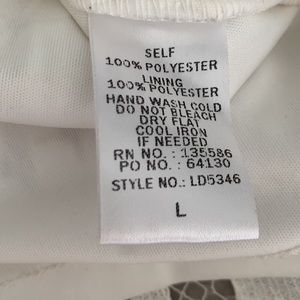 SELF
100% POLYESTER
LINING
100% POLYESTER
HAND WASH COLD
DO NOT BLEACH
DRY FLAT
COOL IRON
IF NEEDED
RN NO. : 135586
PO NO. : 64130
STYLE NO.: LD5346
L